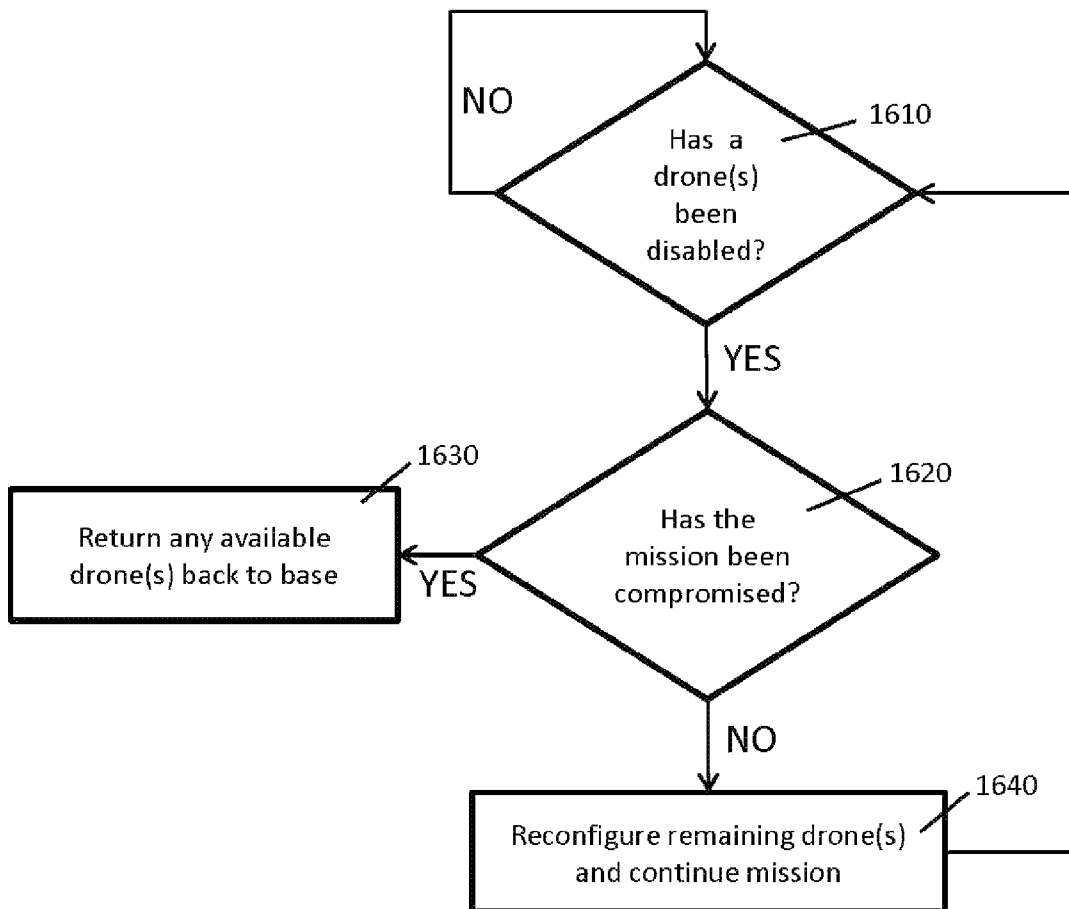 NO
1610
Has a
drone(s)
been
disabled?
YES
1630
Return any available
drone(s) back to base
YES
1620
Has the
mission been
compromised?
NO
1640
Reconfigure remaining drone(s)
and continue mission